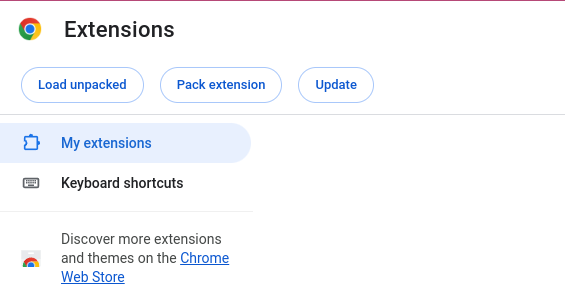 Extensions
Load unpacked
Pack extension
Update
My extensions
Keyboard shortcuts
Discover more extensions
and themes on the Chrome
Web Store